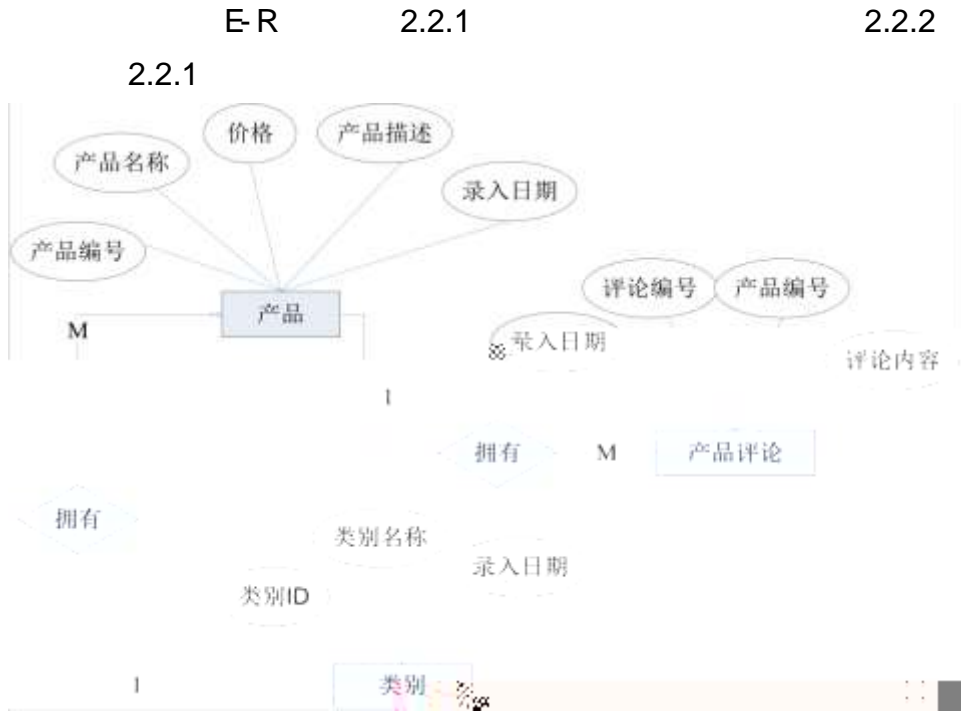 E-R 2.2.1 2.2.2
2.2.1
价格 产品描述
产品名称
录入日期
产品编号
评论编号 产品编号
产品
M
录入日期
评论内容
1
拥有 M 产品评论
拥有
类别名称
录入日期
类别ID
1 类别